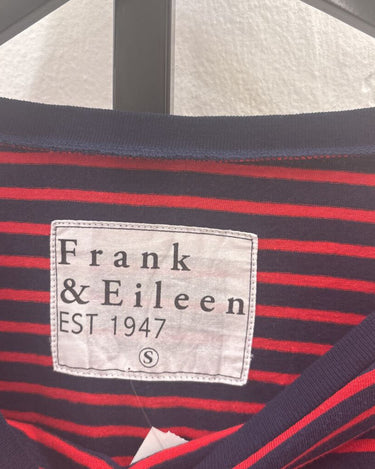 Frank
& Eileen
EST 1947
S